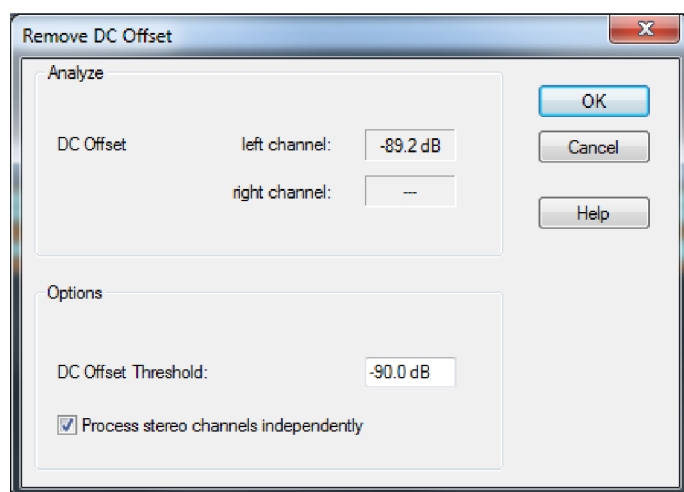 Remove DC Offset
Analyze
DC Offset left channel: -89.2 dB
right channel: ---
OK
Cancel
Help
Options
DC Offset Threshold: -90.0 dB
Process stereo channels independently